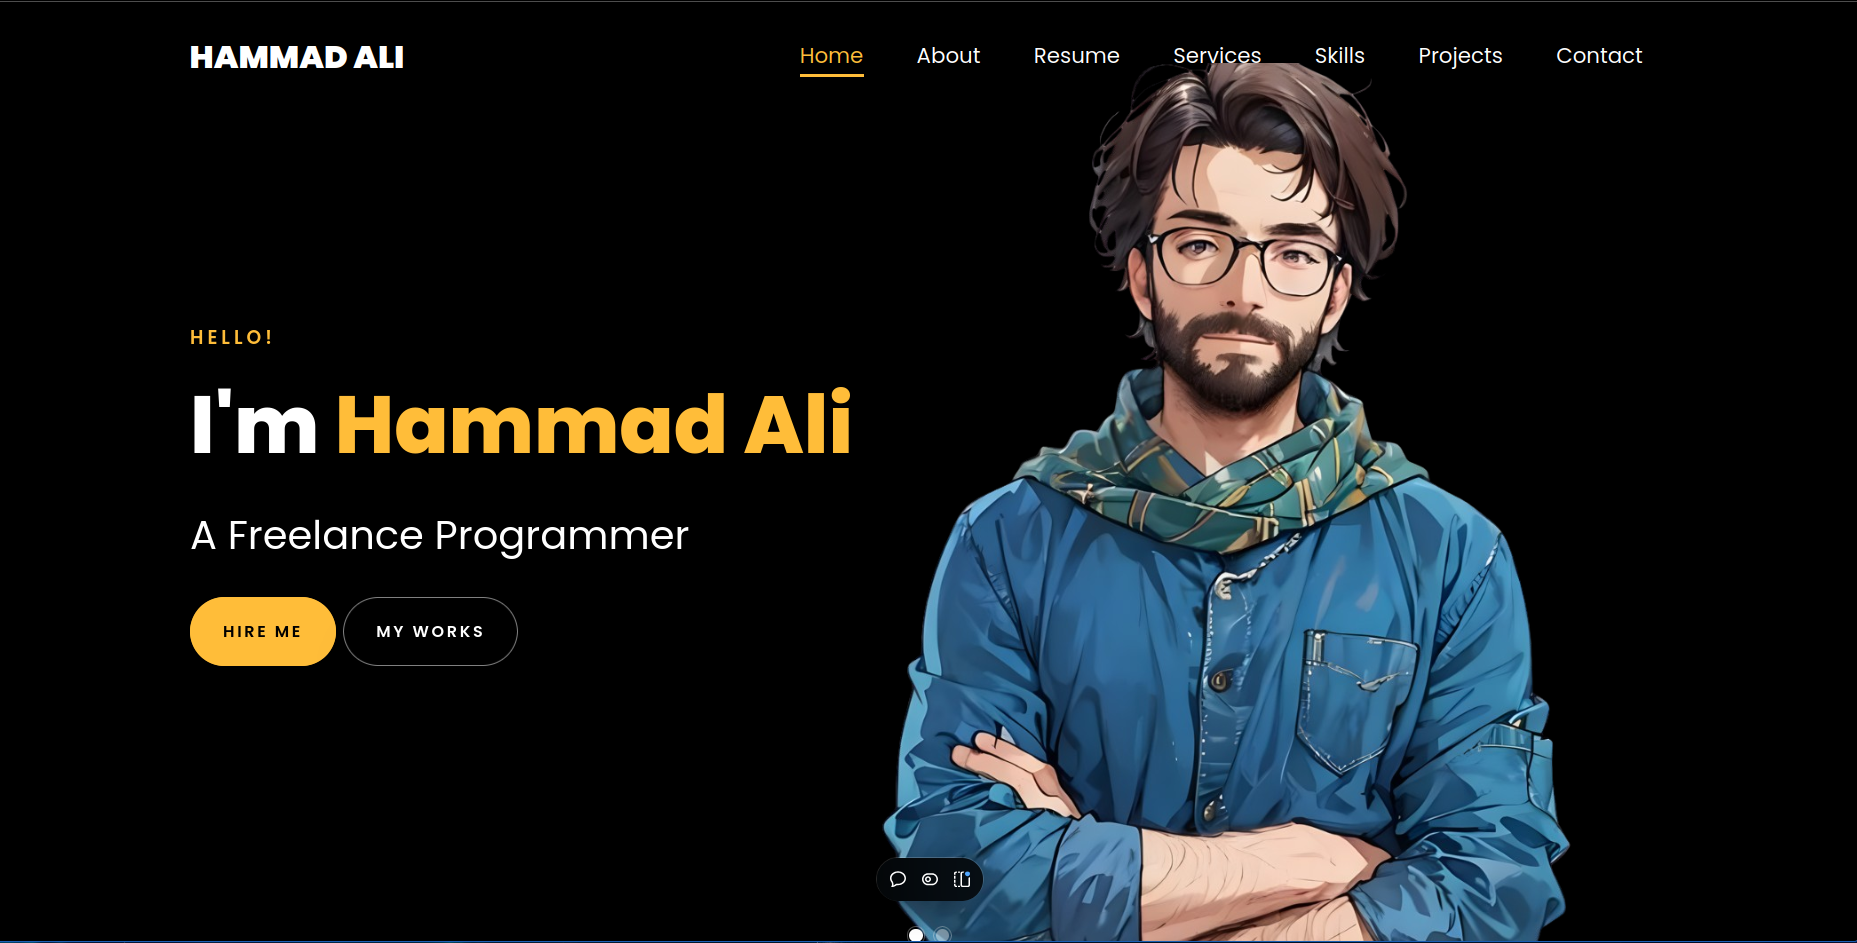 HAMMAD ALI
Home About Resume Services Skills Projects Contact
HELLO!
I'm Hammad Ali
A Freelance Programmer
HIRE ME
MY WORKS